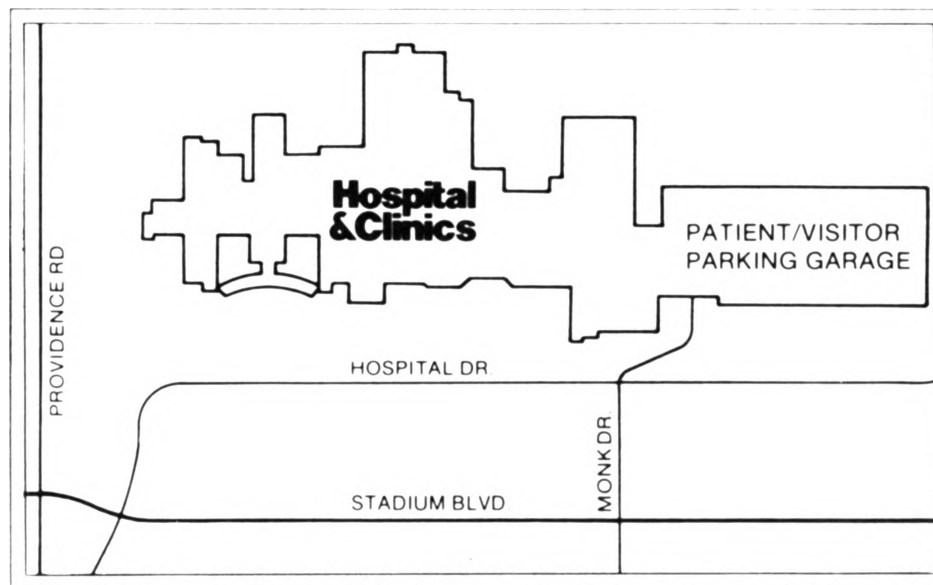 Hospital
&Clinics
PATIENT/VISITOR
PARKING GARAGE
PROVIDENCE RD
HOSPITAL DR.
MONK DR.
STADIUM BLVD